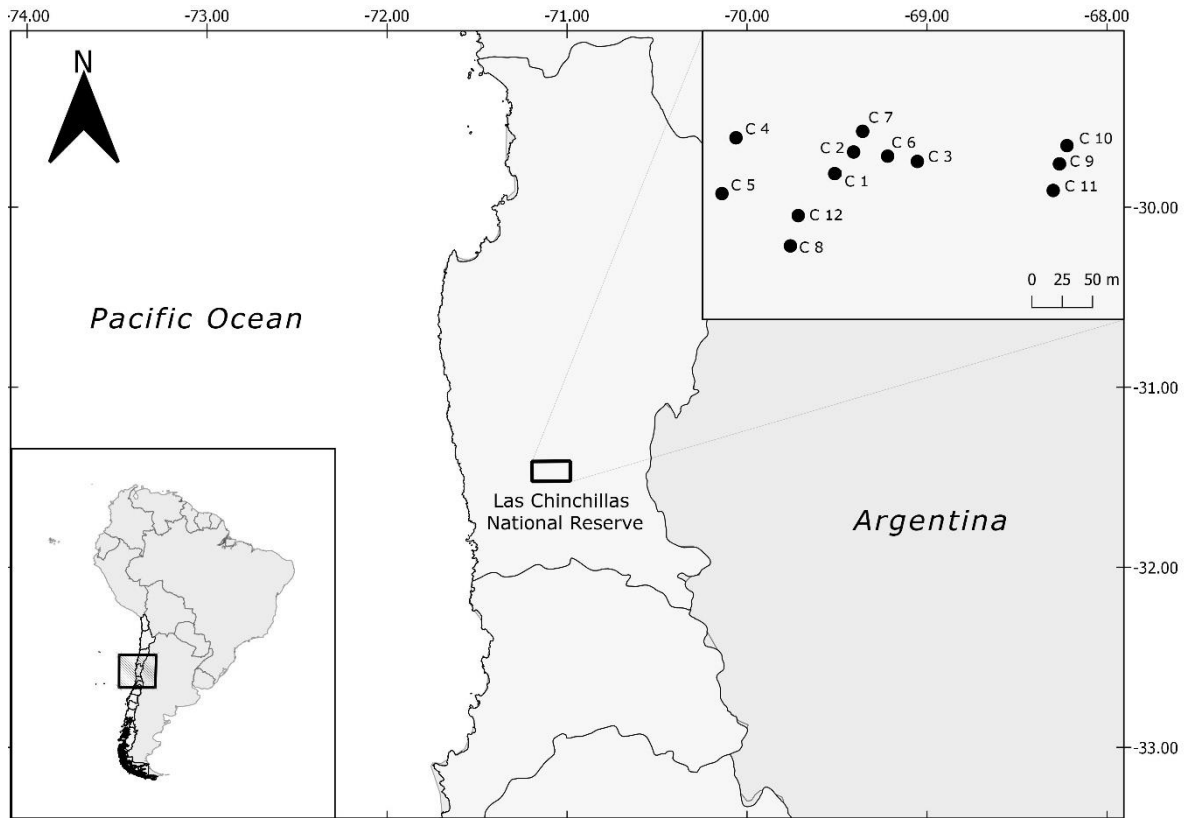 -74.00
-73.00
-72.00
-71.00
-70.00
-69.00
-68.00
N
C 7
C 4
C 10
C 2
C 6
C 3
C 9
C 1
C 5
C 11
C 12
C 8
0 25 50 m
-30.00
Pacific Ocean
-31.00
Las Chinchillas
National Reserve
Argentina
-32.00
-33.00